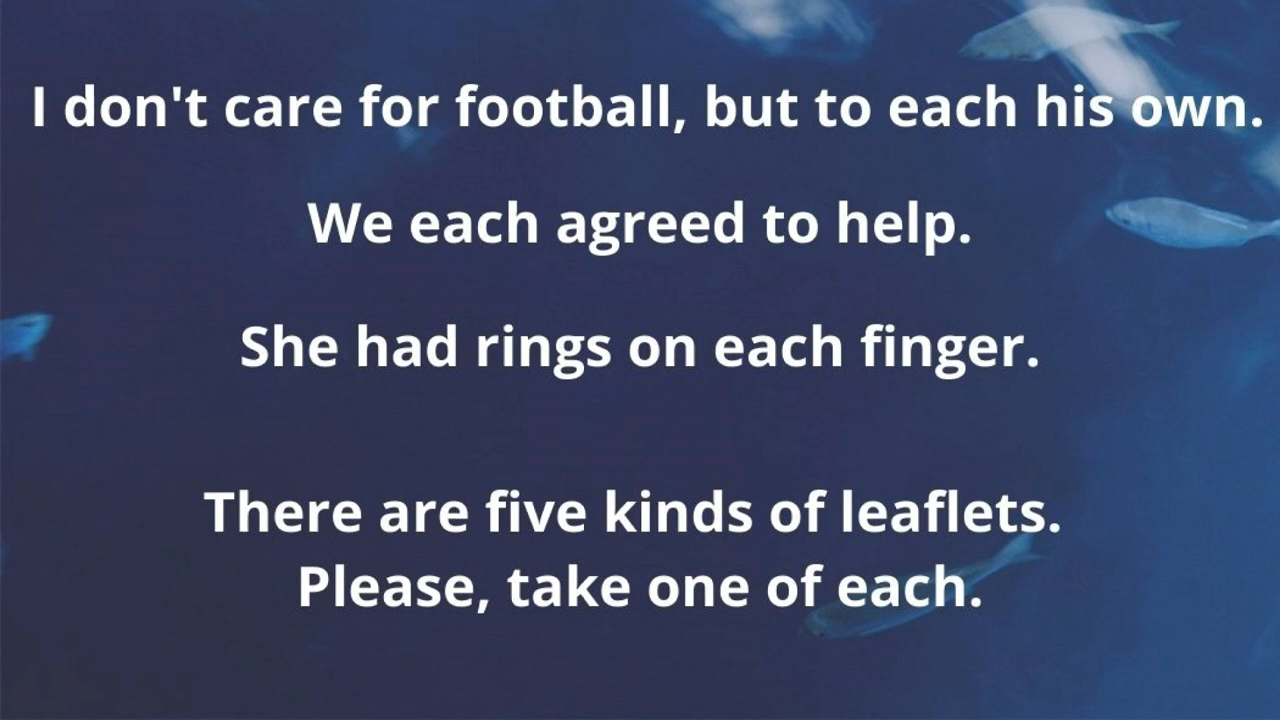 I don't care for football, but to each his own.
We each agreed to help.
She had rings on each finger.
There are five kinds of leaflets.
Please, take one of each.